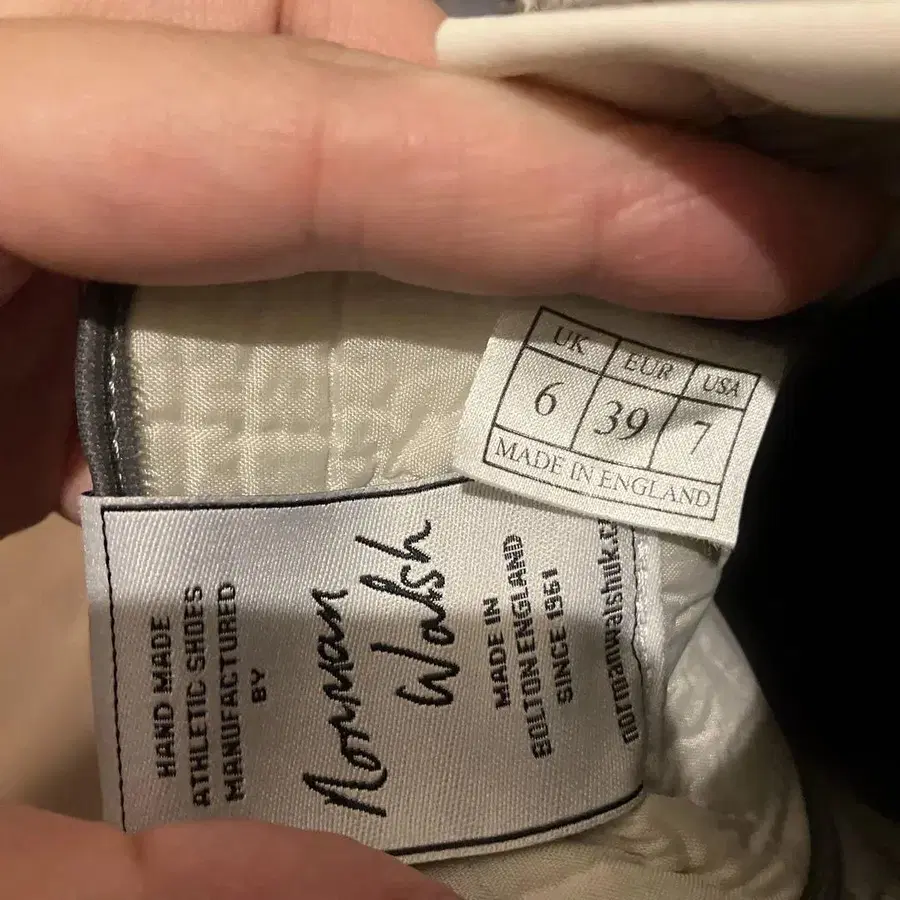 UK EUR USA
6 39 7
MADE IN ENGLAND
HAND MADE
ATHLETIC SHOES
MANUFACTURED
BY
Norman
Walsh
MADE IN
BOLTON ENGLAND
SINCE 1961
normanwalshuk.c